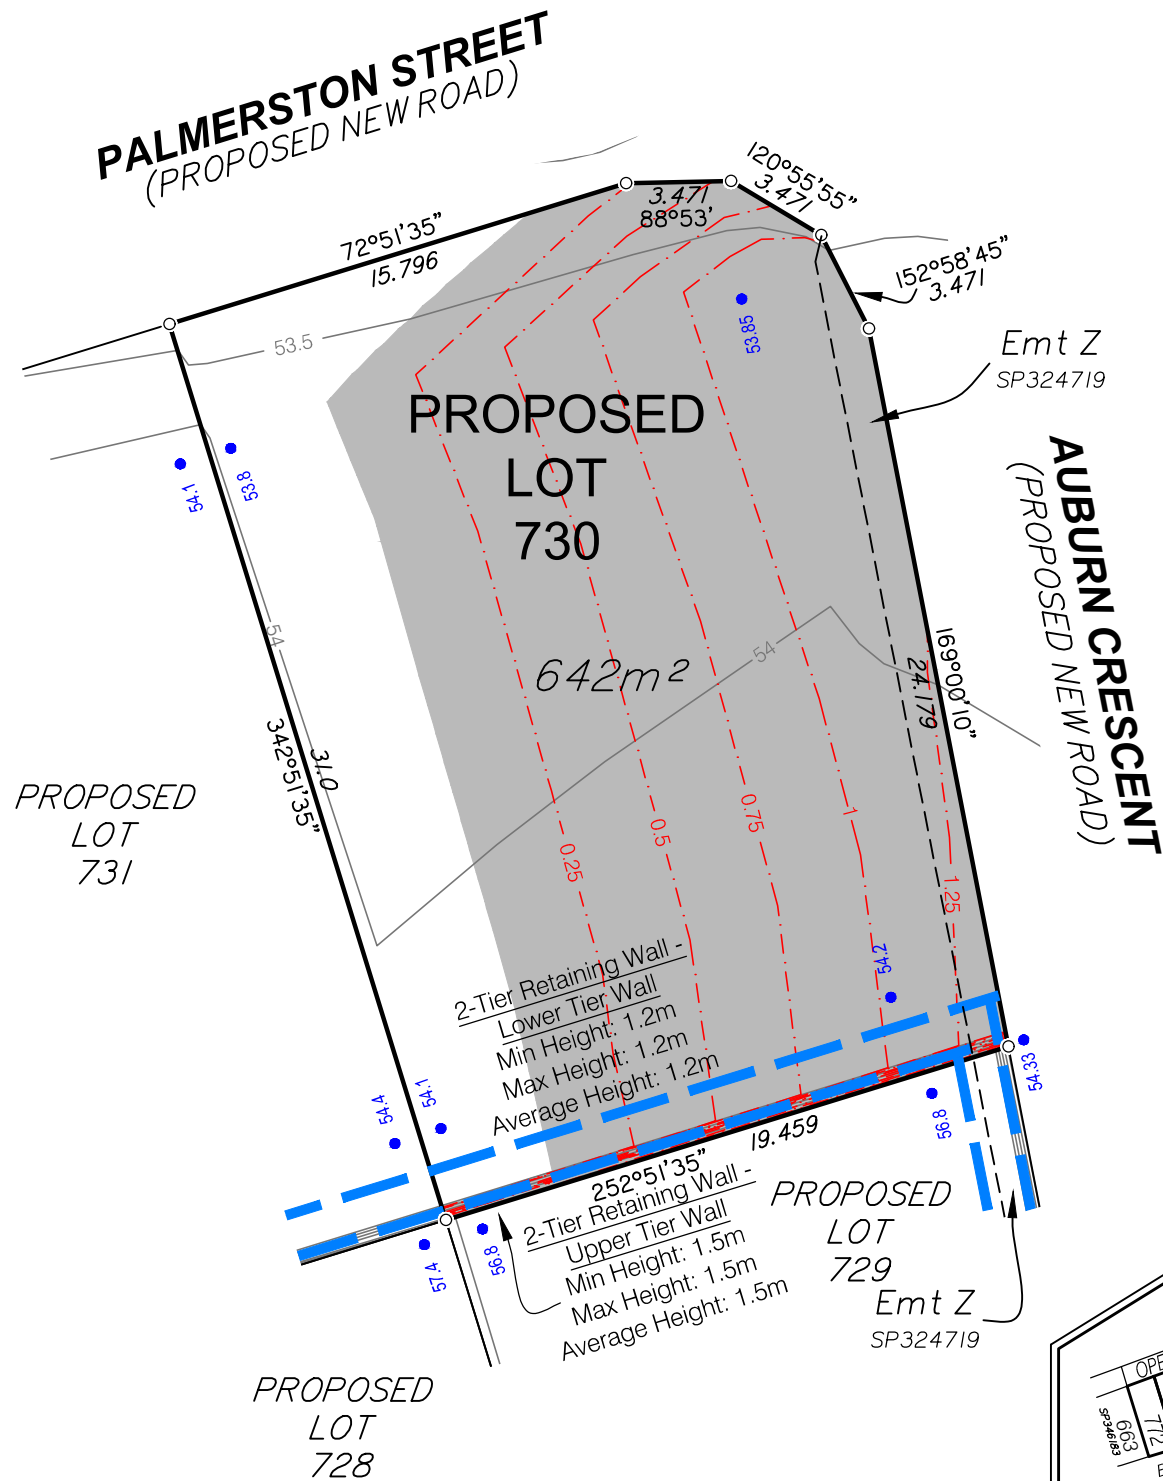 PALMERSTON STREET
(PROPOSED NEW ROAD)
72°51'35"
15.796
3.471
88°53'
120°55'55"
3.471
152°58'45"
3.471
Emt Z
SP324719
AUBURN CRESCENT
(PROPOSED NEW ROAD)
53.5
53.85
PROPOSED
LOT
730
54.1
53.8
54
54
642m²
169°00'10"
24.179
342°51'35"
31.0
PROPOSED
LOT
731
0.25
0.5
0.75
1
1.25
54.2
2-Tier Retaining Wall -
Lower Tier Wall
Min Height: 1.2m
Max Height: 1.2m
Average Height: 1.2m
54.4
54.1
54.33
56.8
19.459
252°51'35"
2-Tier Retaining Wall -
Upper Tier Wall
Min Height: 1.5m
Max Height: 1.5m
Average Height: 1.5m
57.4
56.8
PROPOSED
LOT
729
Emt Z
SP324719
PROPOSED
LOT
728
OPE
663
SP346183
772